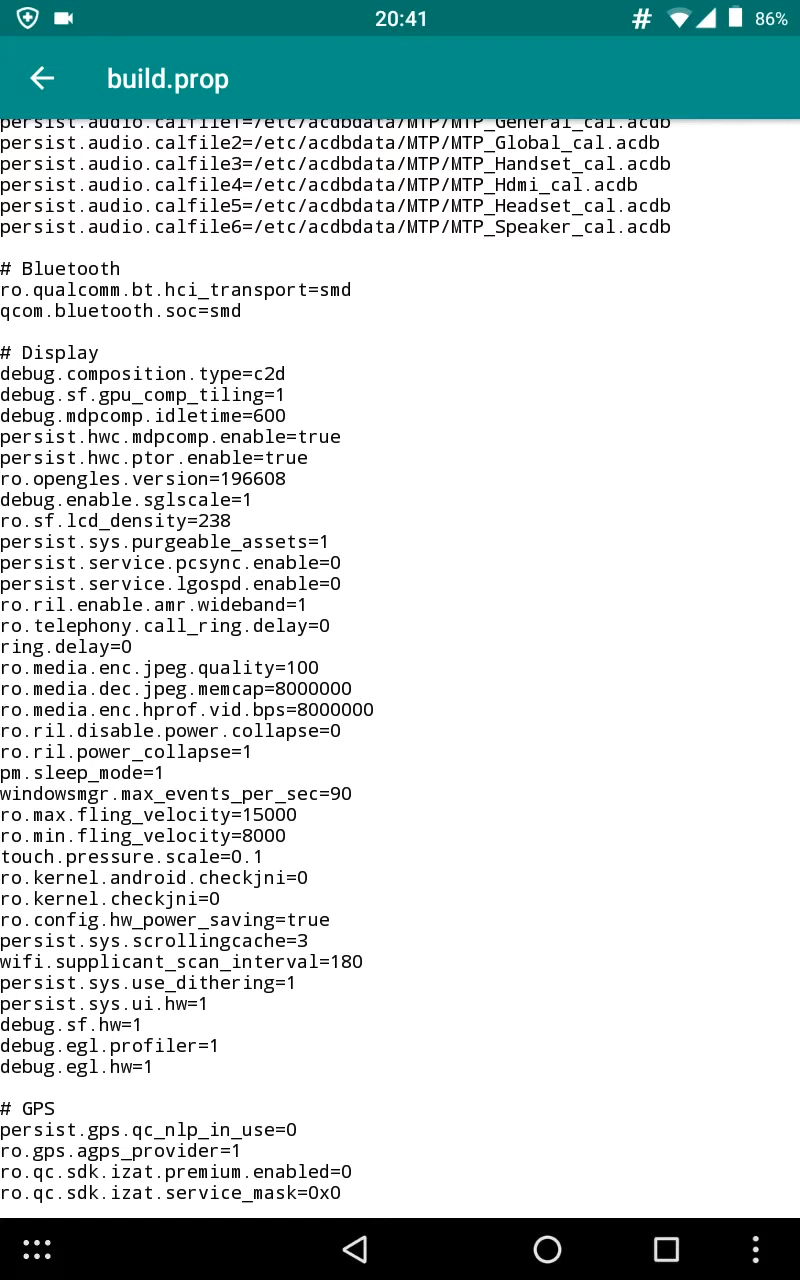 20:41
#
86%
build.prop
persist.audio.calfile1=/etc/acdbdata/MTP/MTP_General_cal.acdb
persist.audio.calfile2=/etc/acdbdata/MTP/MTP_Global_cal.acdb
persist.audio.calfile3=/etc/acdbdata/MTP/MTP_Handset_cal.acdb
persist.audio.calfile4=/etc/acdbdata/MTP/MTP_Hdmi_cal.acdb
persist.audio.calfile5=/etc/acdbdata/MTP/MTP_Headset_cal.acdb
persist.audio.calfile6=/etc/acdbdata/MTP/MTP_Speaker_cal.acdb
# Bluetooth
ro.qualcomm.bt.hci_transport=smd
qcom.bluetooth.soc=smd
# Display
debug.composition.type=c2d
debug.sf.gpu_comp_tiling=1
debug.mdpcomp.idletime=600
persist.hwc.mdpcomp.enable=true
persist.hwc.ptor.enable=true
ro.opengles.version=196608
debug.enable.sglscale=1
ro.sf.lcd_density=238
persist.sys.purgeable_assets=1
persist.service.pcsync.enable=0
persist.service.lgospd.enable=0
ro.ril.enable.amr.wideband=1
ro.telephony.call_ring.delay=0
ring.delay=0
ro.media.enc.jpeg.quality=100
ro.media.dec.jpeg.memcap=8000000
ro.media.enc.hprof.vid.bps=8000000
ro.ril.disable.power.collapse=0
ro.ril.power_collapse=1
pm.sleep_mode=1
windowsmgr.max_events_per_sec=90
ro.max.fling_velocity=15000
ro.min.fling_velocity=8000
touch.pressure.scale=0.1
ro.kernel.android.checkjni=0
ro.kernel.checkjni=0
ro.config.hw_power_saving=true
persist.sys.scrollingcache=3
wifi.supplicant_scan_interval=180
persist.sys.use_dithering=1
persist.sys.ui.hw=1
debug.sf.hw=1
debug.egl.profiler=1
debug.egl.hw=1
# GPS
persist.gps.qc_nlp_in_use=0
ro.gps.agps_provider=1
ro.qc.sdk.izat.premium.enabled=0
ro.qc.sdk.izat.service_mask=0x0